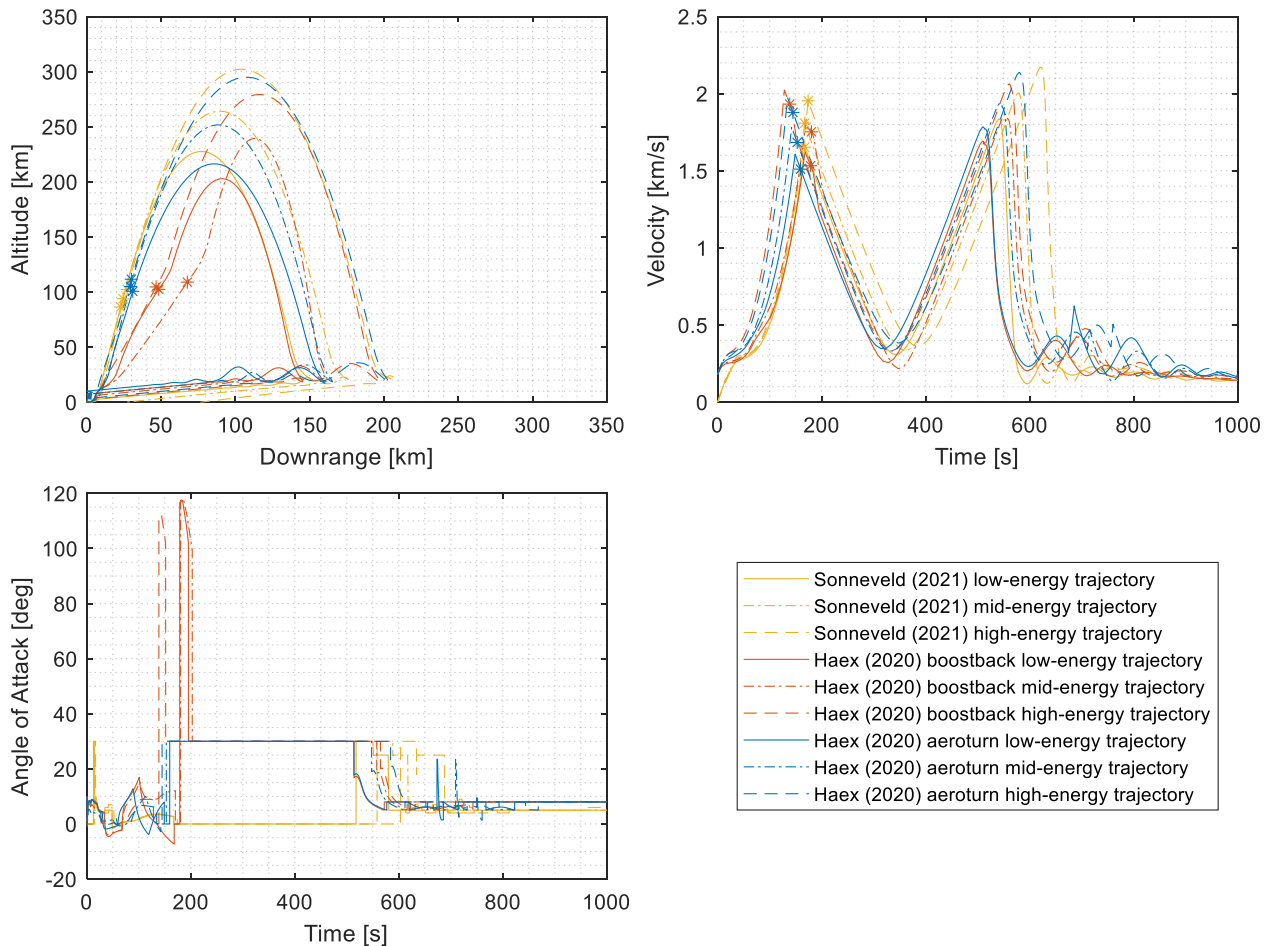 350
300
250
200
150
100
50
0
Altitude [km]
0 50 100 150 200 250 300 350
Downrange [km]
2.5
2
1.5
1
0.5
0
Velocity [km/s]
0 200 400 600 800 1000
Time [s]
120
100
80
60
40
20
0
-20
Angle of Attack [deg]
0 200 400 600 800 1000
Time [s]
Sonneveld (2021) low-energy trajectory
Sonneveld (2021) mid-energy trajectory
Sonneveld (2021) high-energy trajectory
Haex (2020) boostback low-energy trajectory
Haex (2020) boostback mid-energy trajectory
Haex (2020) boostback high-energy trajectory
Haex (2020) aeroturn low-energy trajectory
Haex (2020) aeroturn mid-energy trajectory
Haex (2020) aeroturn high-energy trajectory